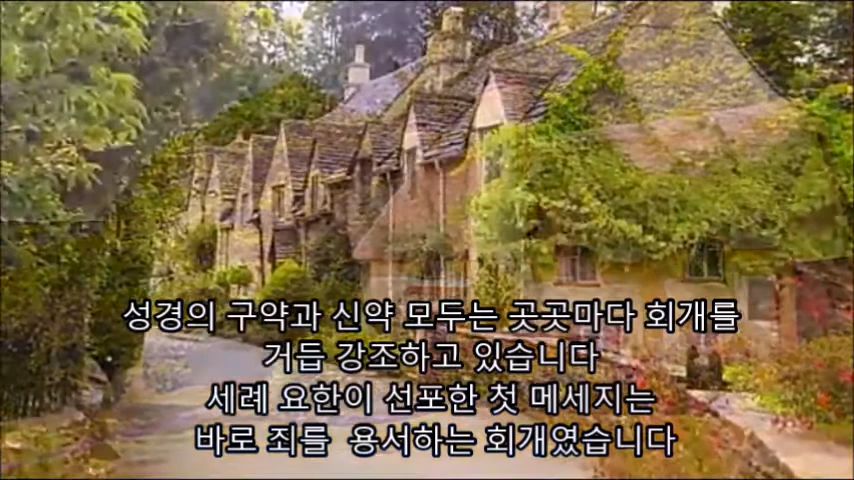 성경의 구약과 신약 모두는 곳곳마다 회개를
거듭 강조하고 있습니다
세례 요한이 선포한 첫 메세지는
바로 죄를 용서하는 회개였습니다